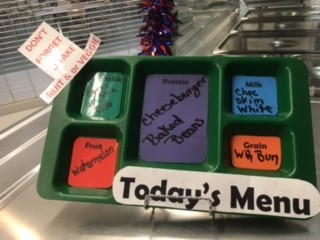 DON'T
FORGET
TAKE
FRUIT & or VEGGIE
Protein
Cheeseburger
Baked
Beans
Milk
Choc
Skim
White
Fruit
Watermelon
Grain
WG Bun
Today's Menu